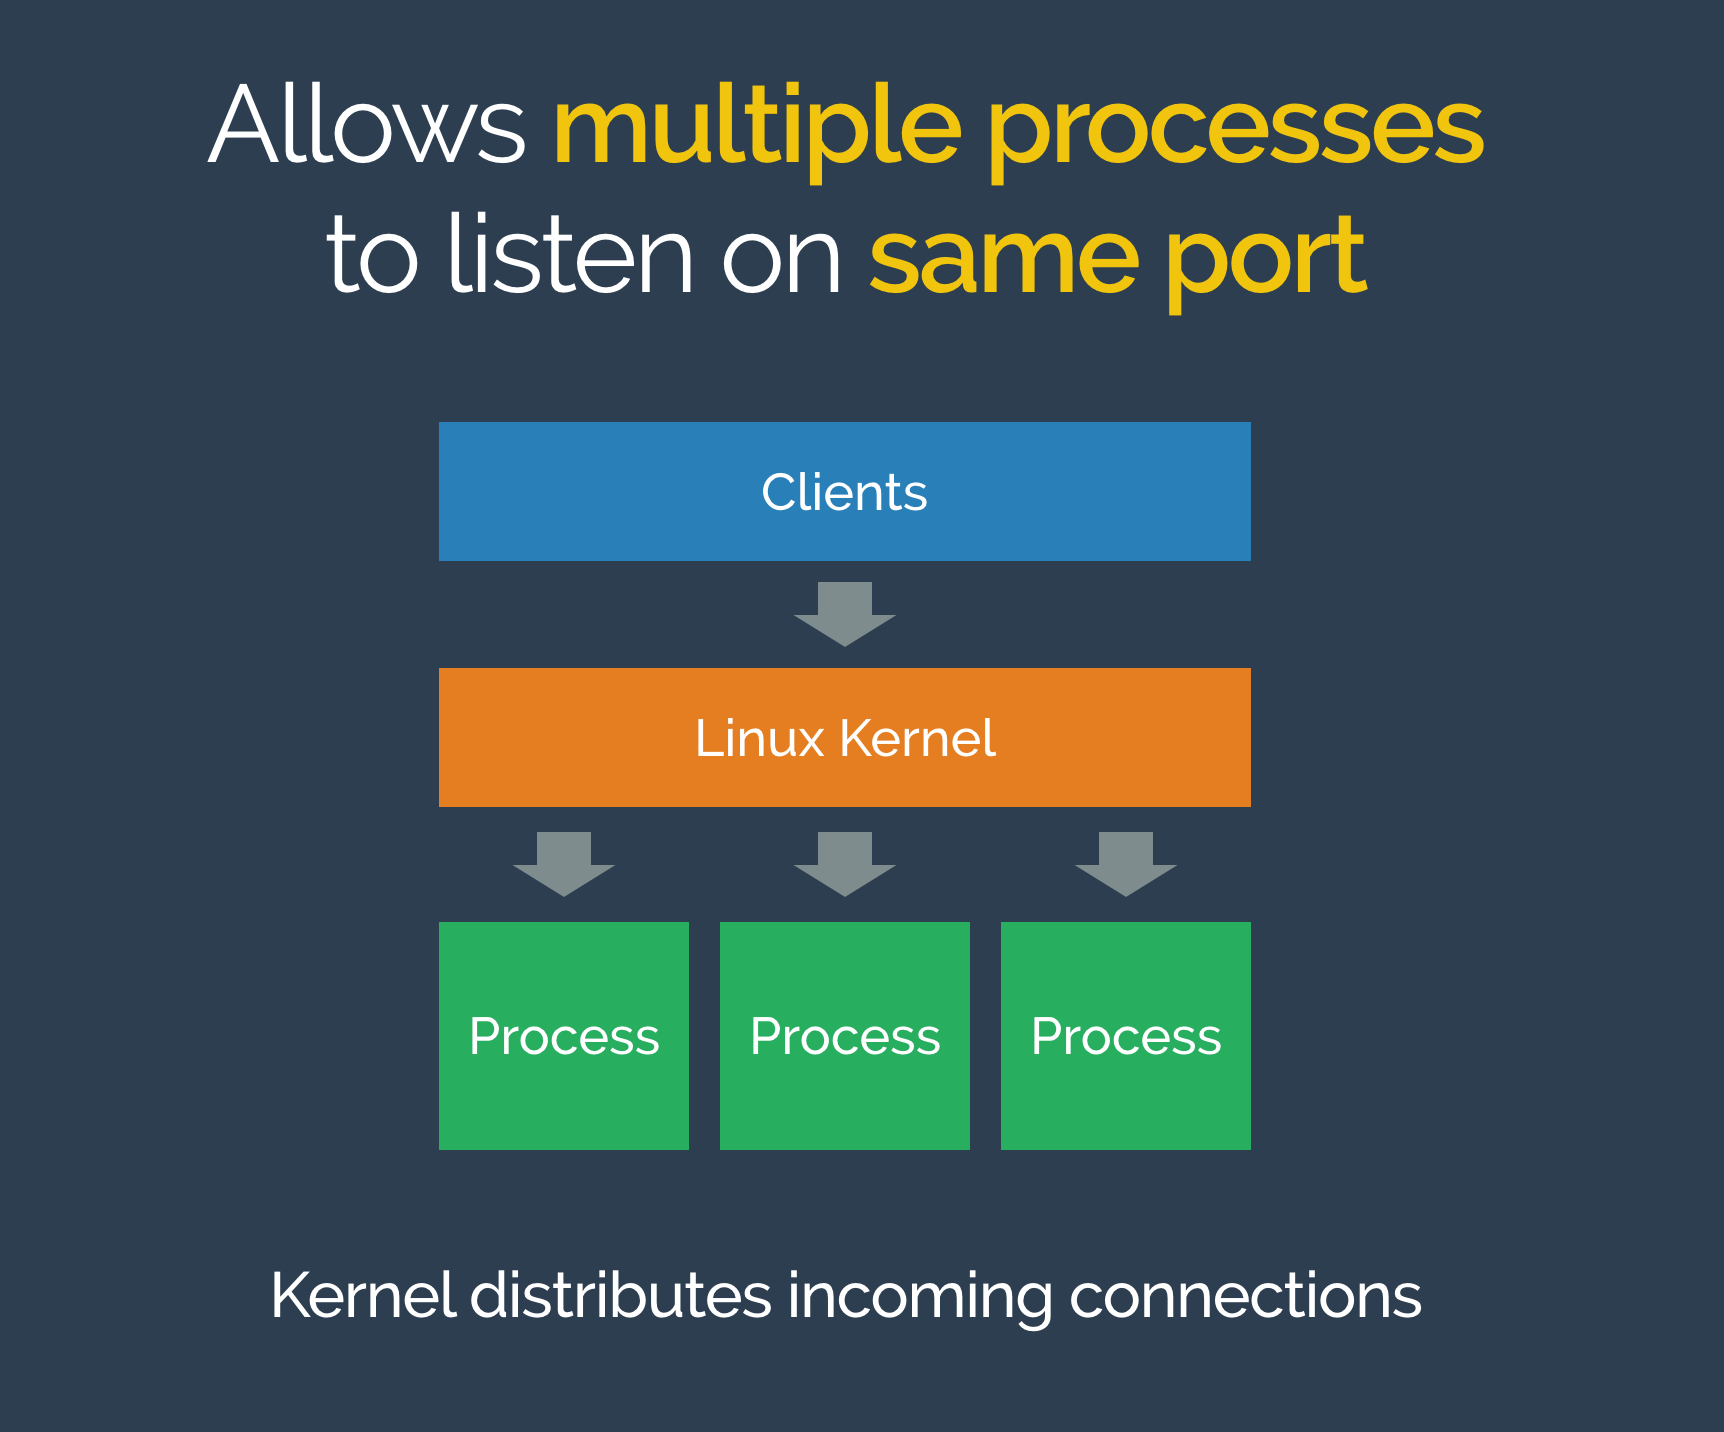 Allows multiple processes
to listen on same port
Clients
Linux Kernel
Process
Process
Process
Kernel distributes incoming connections